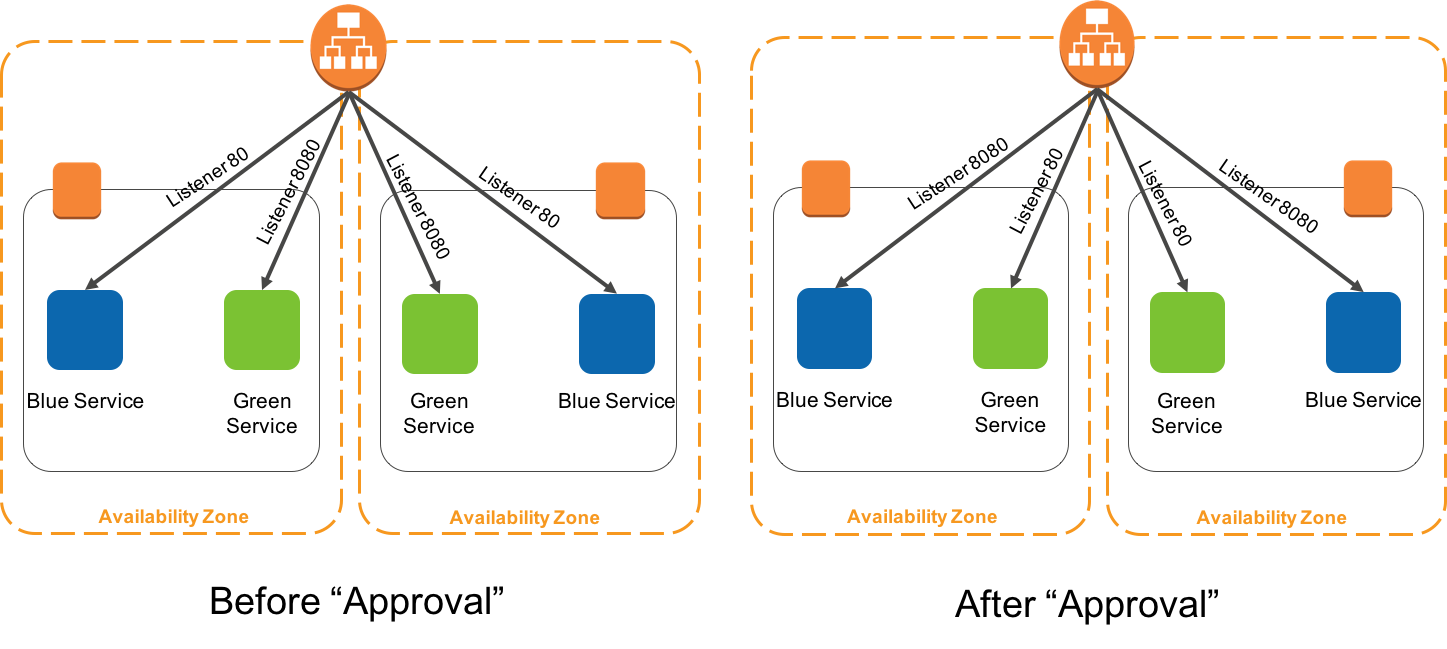 Listener 80
Listener 8080
Listener 8080
Listener 80
Blue Service
Green
Service
Green
Service
Blue Service
Availability Zone
Availability Zone
Before “Approval”
Listener 8080
Listener 80
Listener 80
Listener 8080
Blue Service
Green
Service
Green
Service
Blue Service
Availability Zone
Availability Zone
After “Approval”